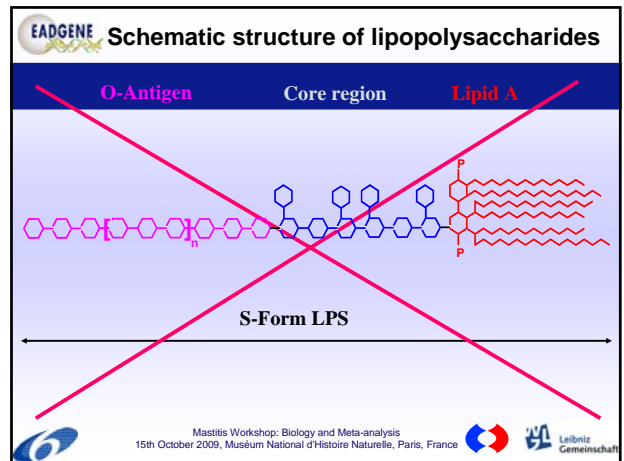 EADGENE Schematic structure of lipopolysaccharides
O-Antigen Core region Lipid A
P
n
P
S-Form LPS
Mastitis Workshop: Biology and Meta-analysis
15th October 2009, Muséum National d'Histoire Naturelle, Paris, France
6
Leibniz
Gemeinschaft